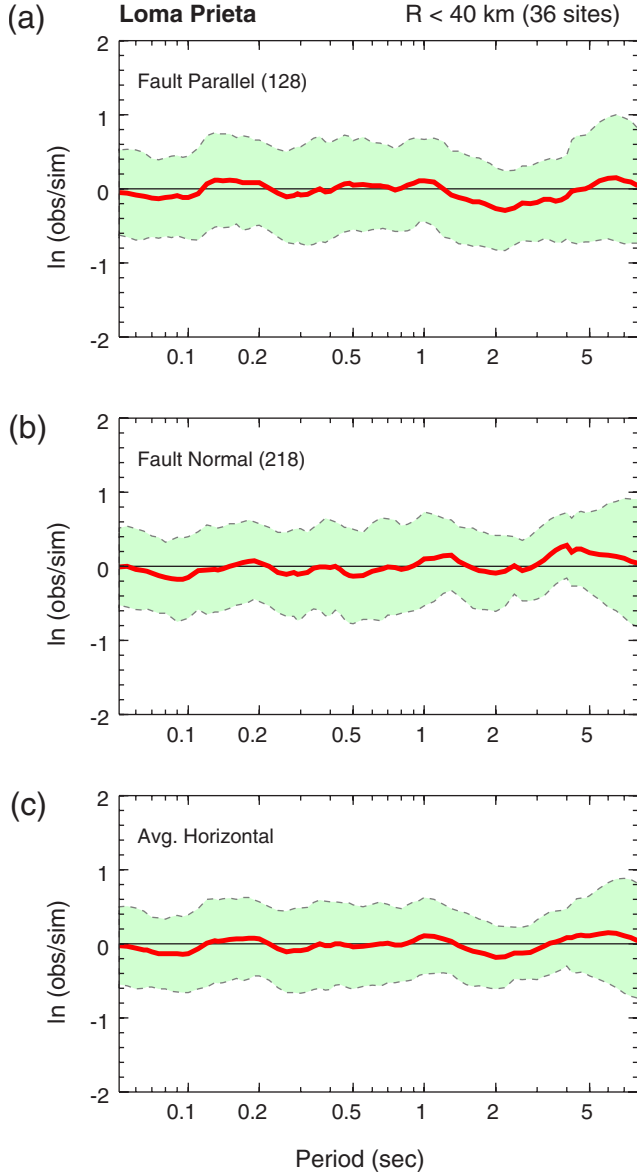 (a)
Loma Prieta R < 40 km (36 sites)
Fault Parallel (128)
ln (obs/sim)
2
1
0
-1
-2
0.1 0.2 0.5 1 2 5
(b)
Fault Normal (218)
ln (obs/sim)
2
1
0
-1
-2
0.1 0.2 0.5 1 2 5
(c)
Avg. Horizontal
ln (obs/sim)
2
1
0
-1
-2
0.1 0.2 0.5 1 2 5
Period (sec)